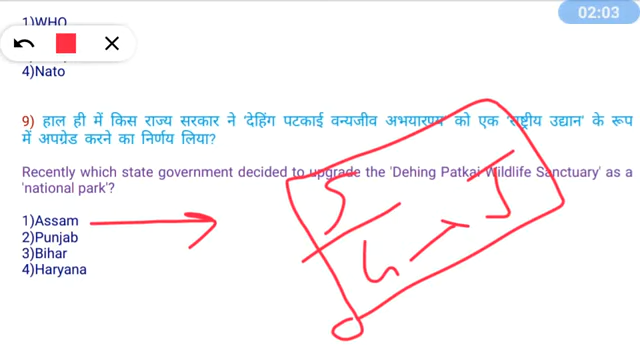 02:03
1)WHO
4)Nato
9) हाल ही में किस राज्य सरकार ने 'देहिंग पटकाई वन्यजीव अभयारण्य' को एक 'राष्ट्रीय उद्यान' के रूप
में अपग्रेड करने का निर्णय लिया?
Recently which state government decided to upgrade the 'Dehing Patkai Wildlife Sanctuary' as a
'national park'?
1)Assam
2)Punjab
3)Bihar
4)Haryana